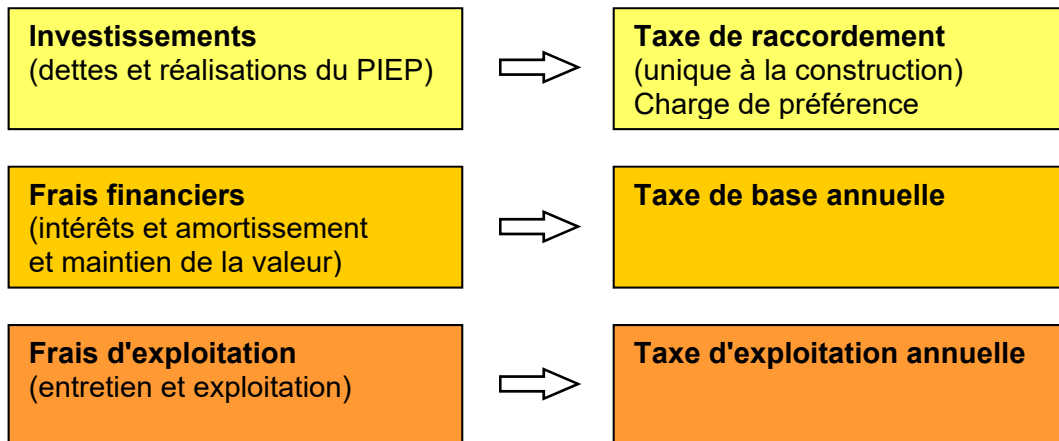 Investissements
(dettes et réalisations du PIEP)
Taxe de raccordement
(unique à la construction)
Charge de préférence
Frais financiers
(intérêts et amortissement
et maintien de la valeur)
Taxe de base annuelle
Frais d'exploitation
(entretien et exploitation)
Taxe d'exploitation annuelle